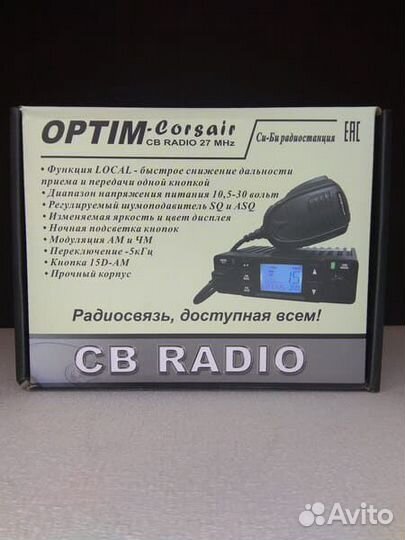 OPTIM-Corsair
CB RADIO 27 MHz
Си-Би радиостанция
EAC
• Функция LOCAL - быстрое снижение дальности
приема и передачи одной кнопкой
• Диапазон напряжения питания 10,5-30 вольт
• Регулируемый шумоподавитель SQ и ASQ
• Изменяемая яркость и цвет дисплея
• Ночная подсветка кнопок
• Модуляция АМ и ЧМ
• Переключение -5кГц
• Кнопка 15D-AM
• Прочный корпус
15
Радиосвязь, доступная всем!
CB RADIO
Avito